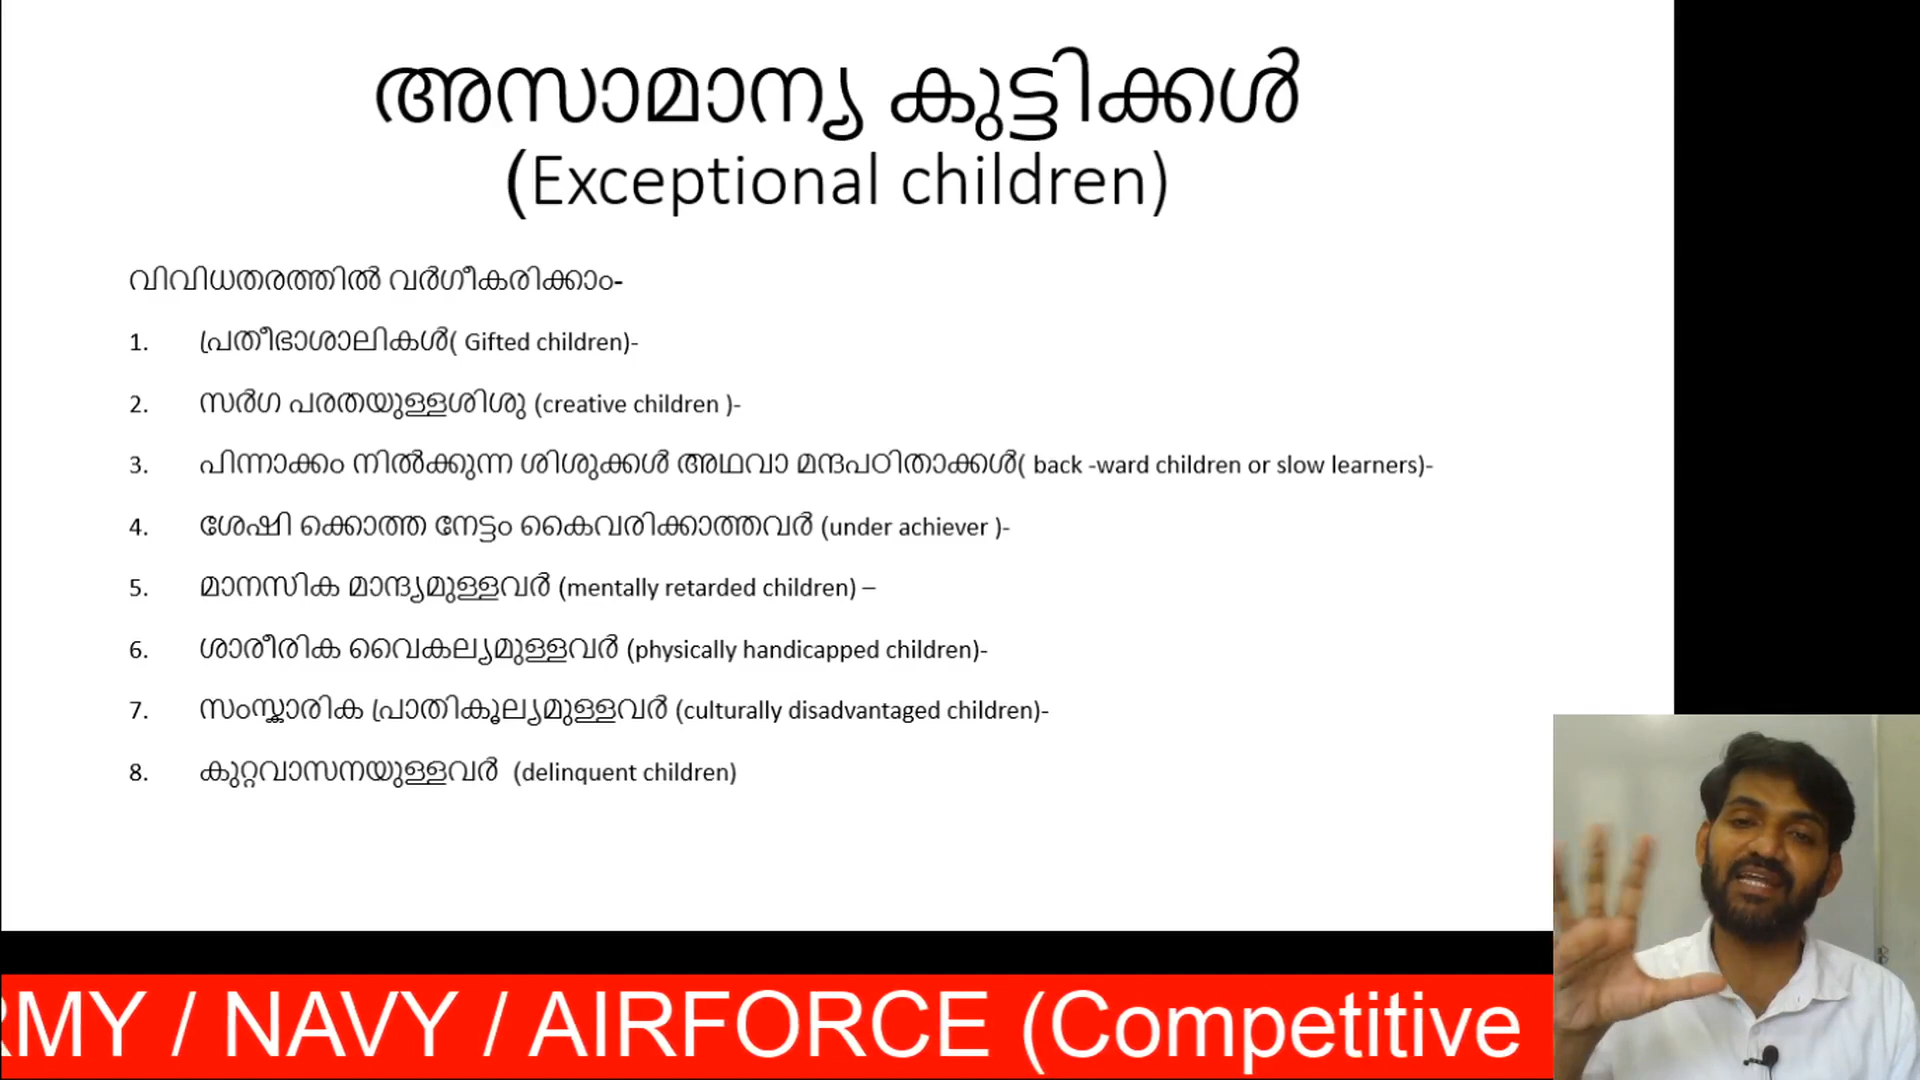 അസാമാന്യ കുട്ടിക്കൾ
(Exceptional children)
വിവിധതരത്തിൽ വർഗീകരിക്കാം-
1. പ്രതീഭാശാലികൾ( Gifted children)-
2. സർഗ പരതയുള്ളശിശു (creative children )-
3. പിന്നാക്കം നിൽക്കുന്ന ശിശുക്കൾ അഥവാ മന്ദപഠിതാക്കൾ( back -ward children or slow learners)-
4. ശേഷി ക്കൊത്ത നേട്ടം കൈവരിക്കാത്തവർ (under achiever )-
5. മാനസിക മാന്ദ്യമുള്ളവർ (mentally retarded children) –
6. ശാരീരിക വൈകല്യമുള്ളവർ (physically handicapped children)-
7. സംസ്കാരിക പ്രാതികൂല്യമുള്ളവർ (culturally disadvantaged children)-
8. കുറ്റവാസനയുള്ളവർ (delinquent children)
RMY / NAVY / AIRFORCE (Competitive